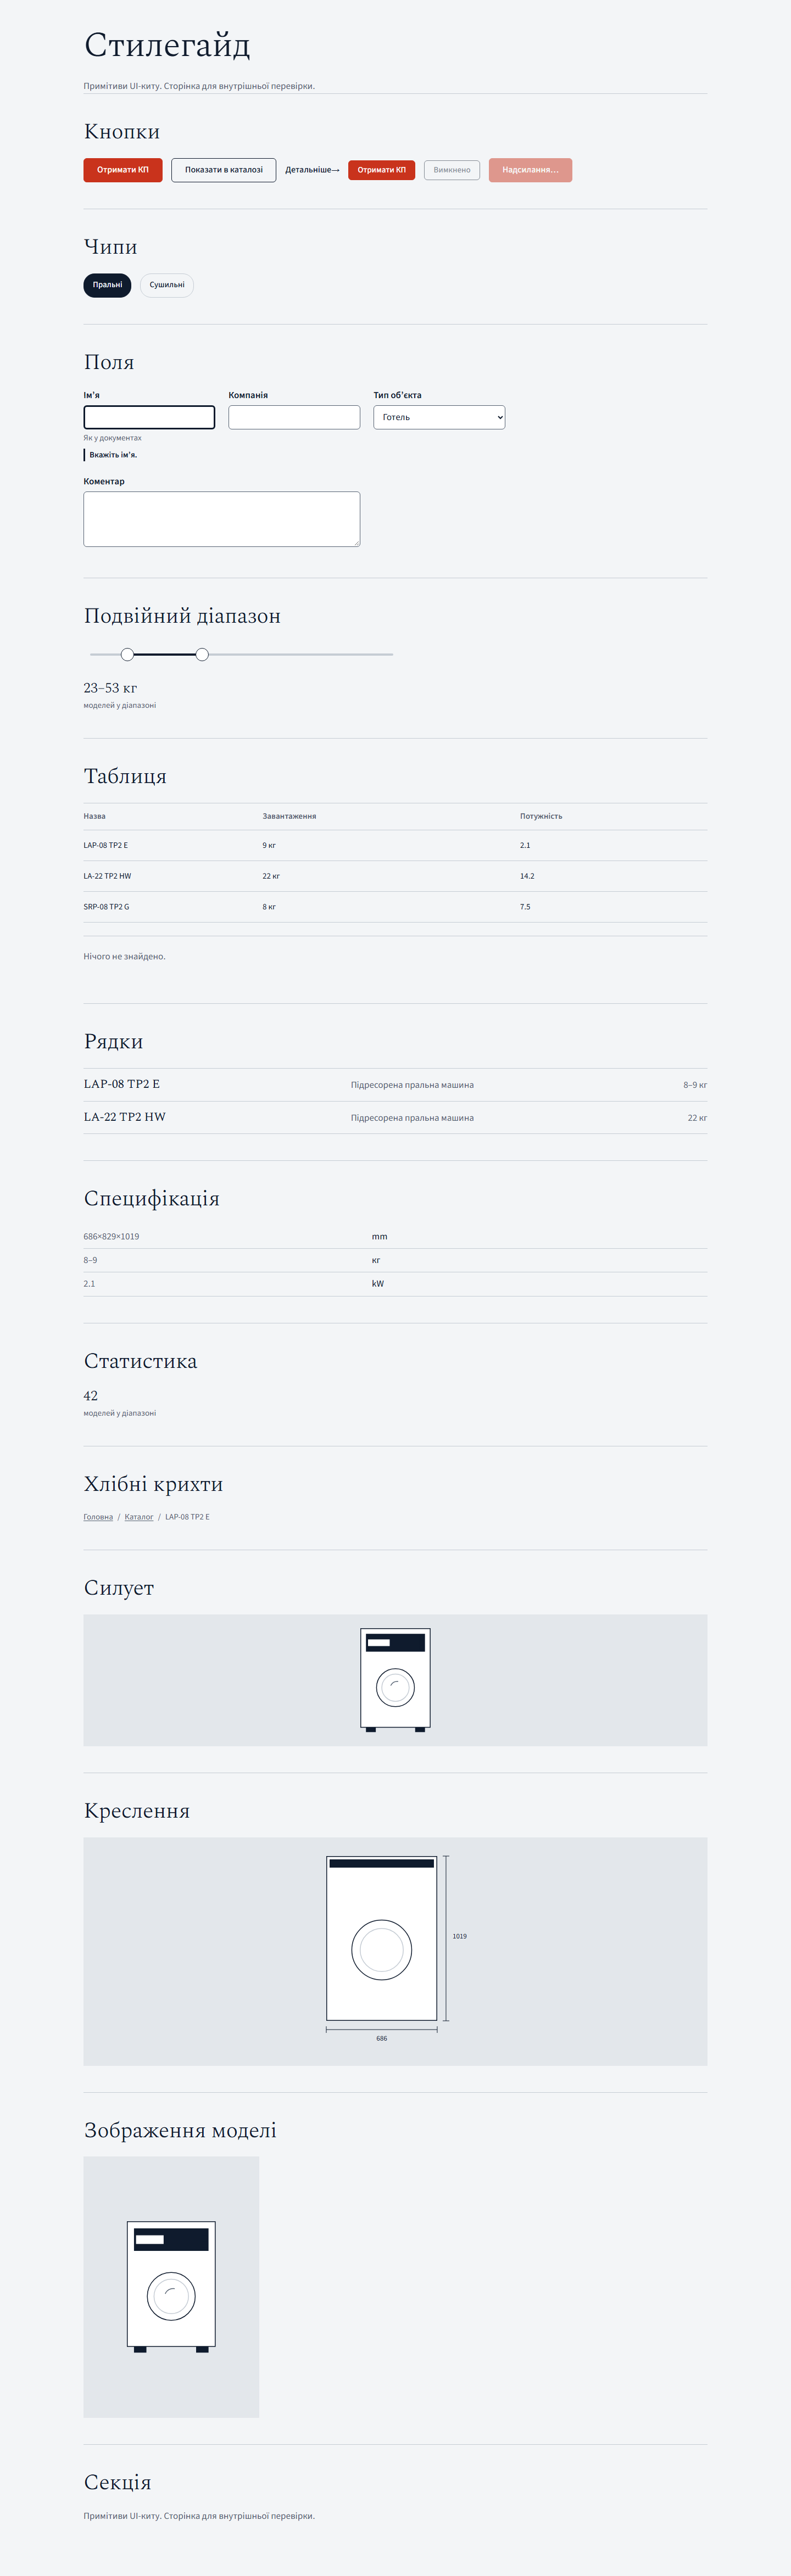 Стилегайд
Примітиви UI-киту. Сторінка для внутрішньої перевірки.
Кнопки
Отримати КП
Показати в каталозі
Детальніше→
Отримати КП
Вимкнено
Надсилання…
Чипи
Пральні
Сушильні
Поля
Ім'я
Компанія
Тип об'єкта
Готель
Як у документах
Вкажіть ім'я.
Коментар
Подвійний діапазон
23–53 кг
моделей у діапазоні
Таблиця
Назва Завантаження Потужність
LAP-08 TP2 E 9 кг 2.1
LA-22 TP2 HW 22 кг 14.2
SRP-08 TP2 G 8 кг 7.5
Нічого не знайдено.
Рядки
LAP-08 TP2 E Підресорена пральна машина 8–9 кг
LA-22 TP2 HW Підресорена пральна машина 22 кг
Специфікація
686×829×1019 mm
8–9 кг
2.1 kW
Статистика
42
моделей у діапазоні
Хлібні крихти
Головна / Каталог / LAP-08 TP2 E
Силует
Креслення
1019
686
Зображення моделі
Секція
Примітиви UI-киту. Сторінка для внутрішньої перевірки.